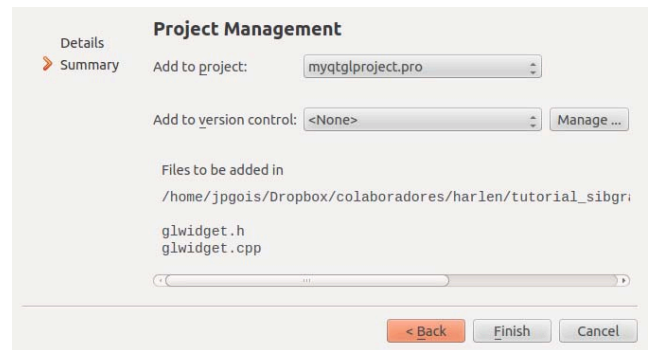 Project Management
Details
Summary
Add to project: myqtglproject.pro
Add to version control: <None> Manage ...
Files to be added in
/home/jpgois/Dropbox/colaboradores/harlen/tutorial_sibgra
glwidget.h
glwidget.cpp
< Back Finish Cancel